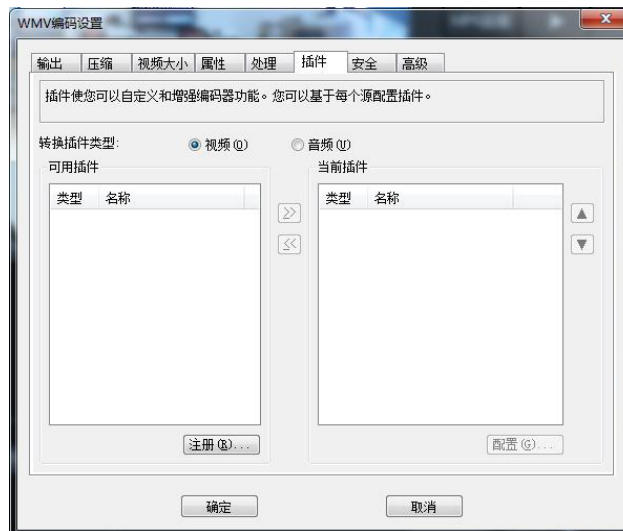 WMV编码设置
输出 压缩 视频大小 属性 处理 插件 安全 高级
插件使您可以自定义和增强编码器功能。您可以基于每个源配置插件。
转换插件类型: 视频(O) 音频(U)
可用插件 当前插件
类型 名称 类型 名称
>> 
<<
▲
▼
注册(R)... 配置(G)...
确定 取消